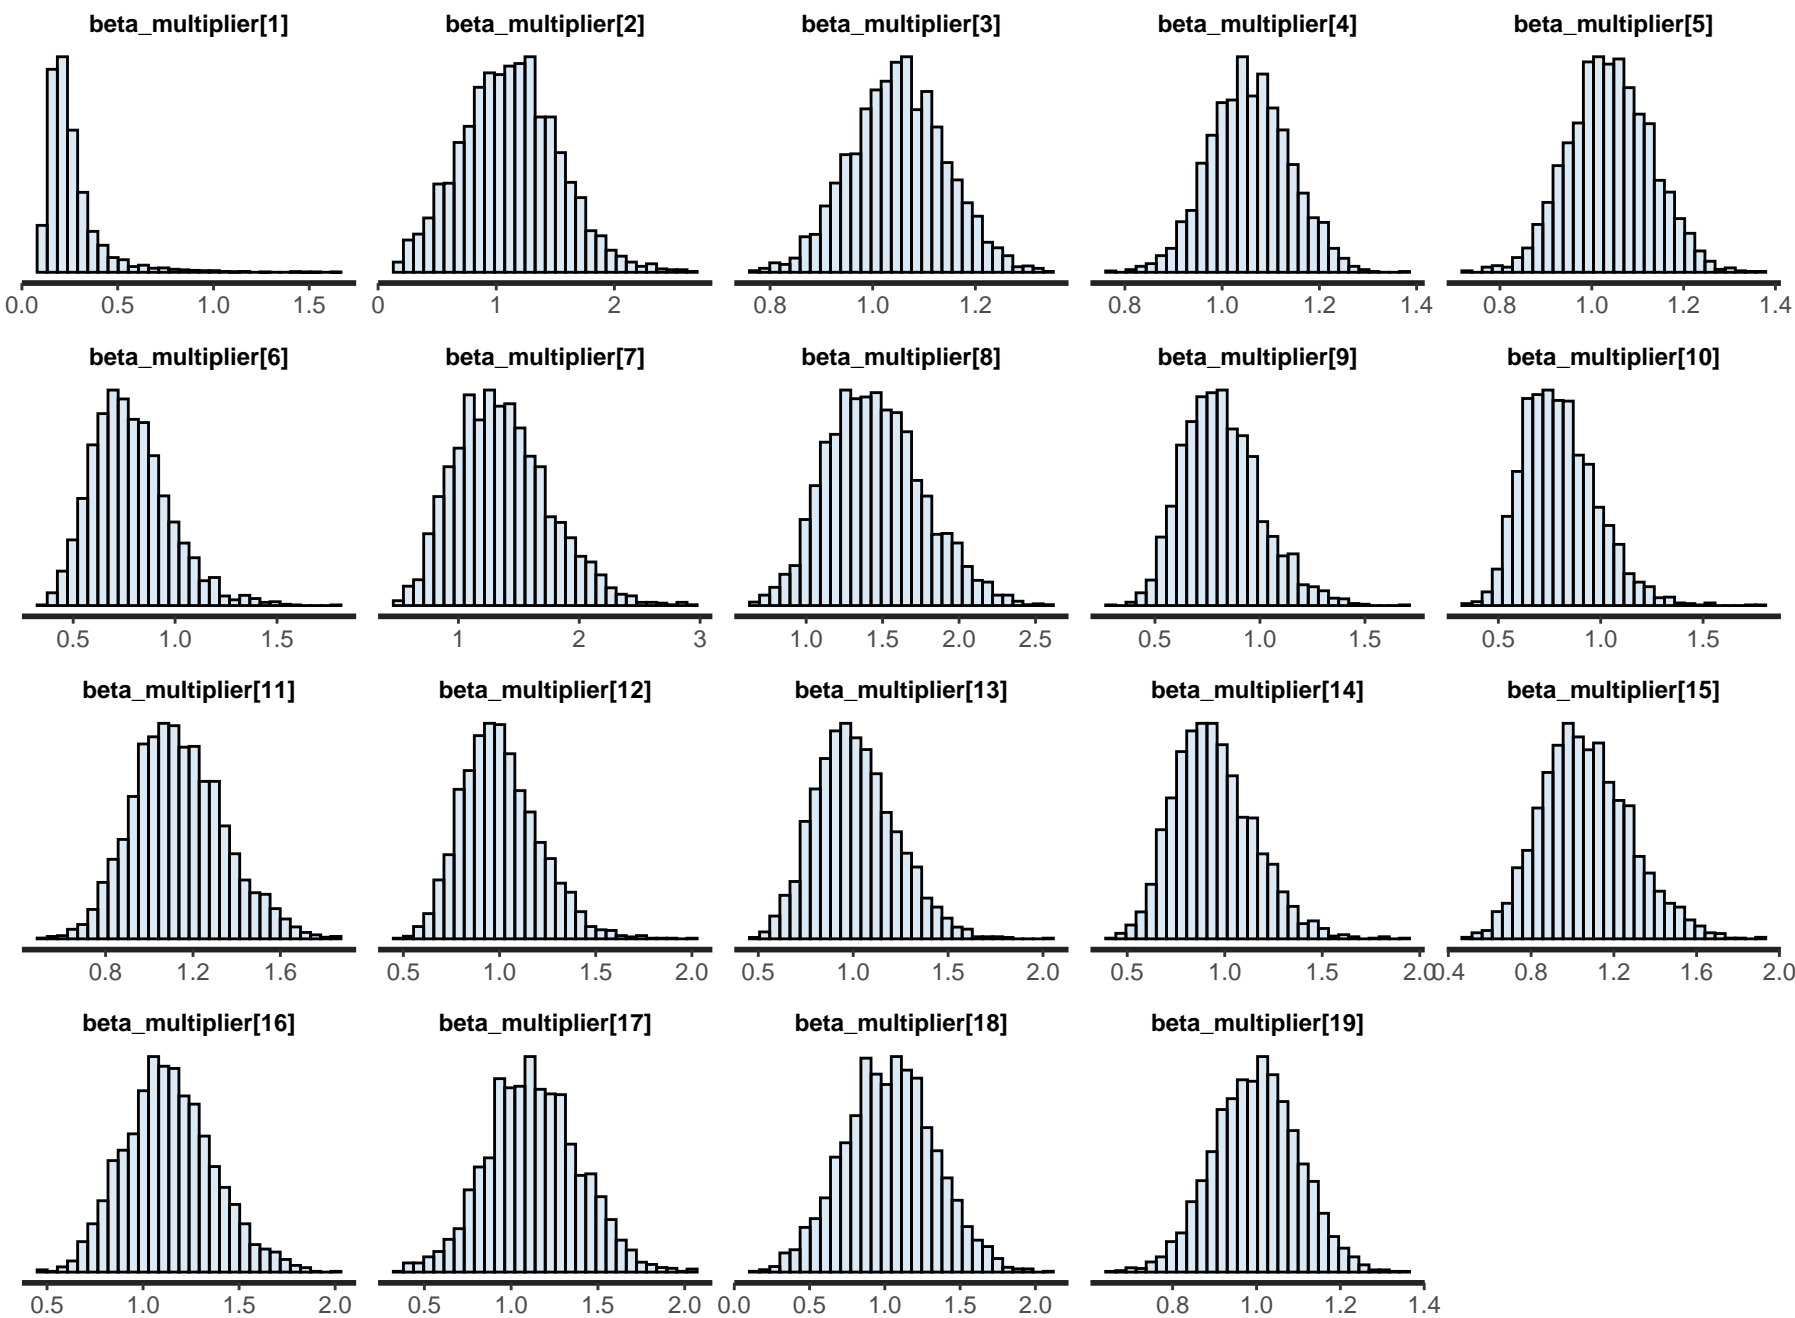 beta_multiplier[1] beta_multiplier[2] beta_multiplier[3] beta_multiplier[4] beta_multiplier[5]
0.0 0.5 1.0 1.5 0 1 2 0.8 1.0 1.2 0.8 1.0 1.2 1.4 0.8 1.0 1.2 1.4
beta_multiplier[6] beta_multiplier[7] beta_multiplier[8] beta_multiplier[9] beta_multiplier[10]
0.5 1.0 1.5 1 2 3 1.0 1.5 2.0 2.5 0.5 1.0 1.5 0.5 1.0 1.5
beta_multiplier[11] beta_multiplier[12] beta_multiplier[13] beta_multiplier[14] beta_multiplier[15]
0.8 1.2 1.6 0.5 1.0 1.5 2.0 0.5 1.0 1.5 2.0 0.5 1.0 1.5 2.0 0.4 0.8 1.2 1.6 2.0
beta_multiplier[16] beta_multiplier[17] beta_multiplier[18] beta_multiplier[19]
0.5 1.0 1.5 2.0 0.5 1.0 1.5 2.0 0.0 0.5 1.0 1.5 2.0 0.8 1.0 1.2 1.4